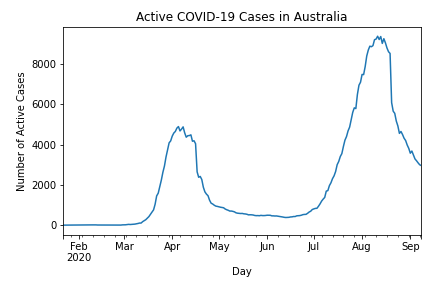 Active COVID-19 Cases in Australia
Number of Active Cases
8000
6000
4000
2000
0
Feb Mar Apr May Jun Jul Aug Sep
2020
Day